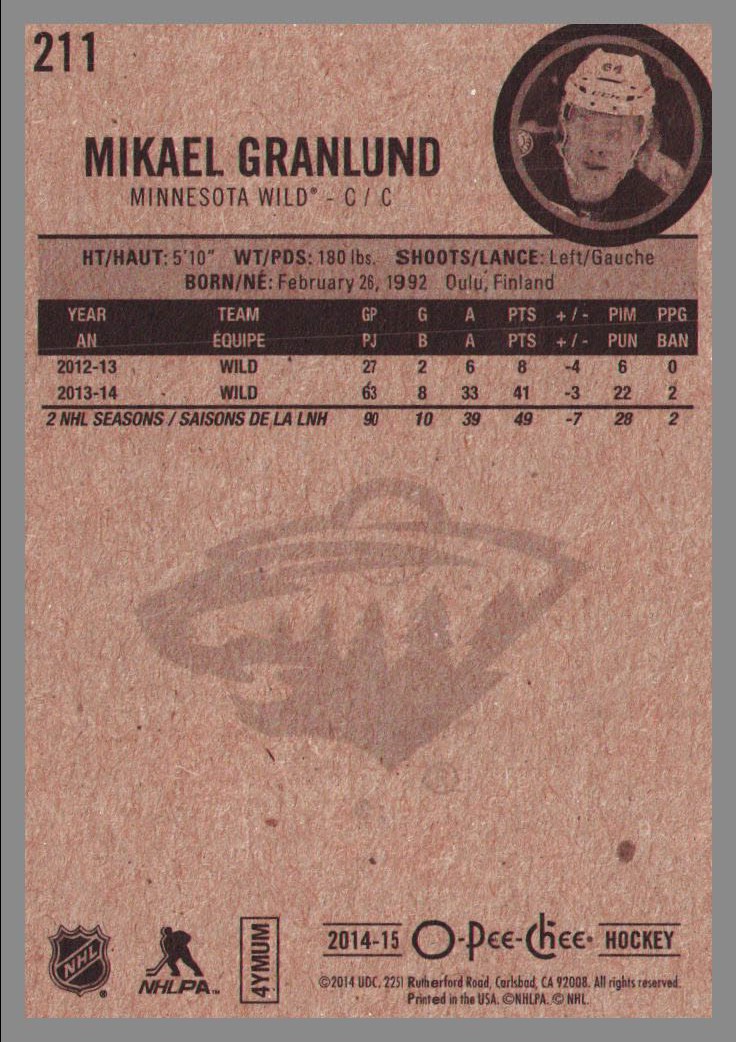 211
64
MIKAEL GRANLUND
MINNESOTA WILD® - C / C
HT/HAUT: 5'10" WT/PDS: 180 lbs. SHOOTS/LANCE: Left/Gauche
BORN/NÉ: February 26, 1992 Oulu, Finland
YEAR TEAM GP G A PTS + / - PIM PPG
AN ÉQUIPE PJ B A PTS + / - PUN BAN
2012-13 WILD 27 2 6 8 -4 6 0
2013-14 WILD 63 8 33 41 -3 22 2
2 NHL SEASONS / SAISONS DE LA LNH 90 10 39 49 -7 28 2
®
NHL ®
NHLPA™
4YMUM
2014-15 O-Pee-Chee® HOCKEY
©2014 UDC. 2251 Rutherford Road, Carlsbad, CA 92008. All rights reserved.
Printed in the USA. ©NHLPA. © NHL.